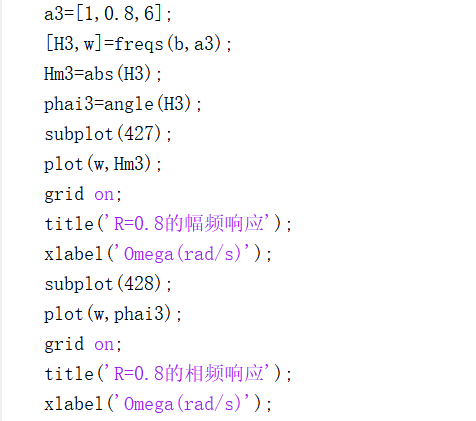 a3=[1,0.8,6];
[H3,w]=freqs(b,a3);
Hm3=abs(H3);
phai3=angle(H3);
subplot(427);
plot(w,Hm3);
grid on;
title('R=0.8的幅频响应');
xlabel('Omega(rad/s)');
subplot(428);
plot(w,phai3);
grid on;
title('R=0.8的相频响应');
xlabel('Omega(rad/s)');